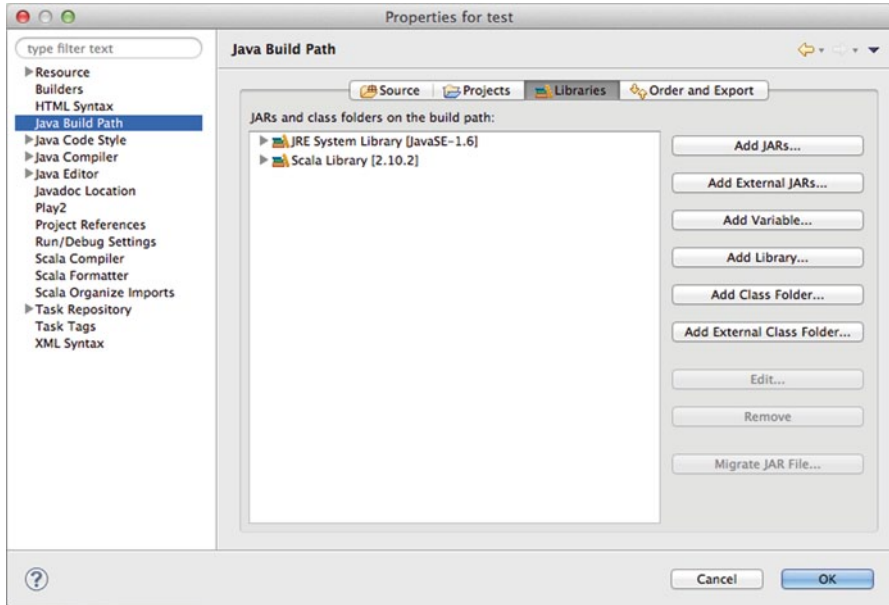 Properties for test
type filter text
Resource
Builders
HTML Syntax
Java Build Path
Java Code Style
Java Compiler
Java Editor
Javadoc Location
Play2
Project References
Run/Debug Settings
Scala Compiler
Scala Formatter
Scala Organize Imports
Task Repository
Task Tags
XML Syntax
Java Build Path
Source Projects Libraries Order and Export
JARs and class folders on the build path:
JRE System Library [JavaSE-1.6]
Scala Library [2.10.2]
Add JARs...
Add External JARs...
Add Variable...
Add Library...
Add Class Folder...
Add External Class Folder...
Edit...
Remove
Migrate JAR File...
?
Cancel OK